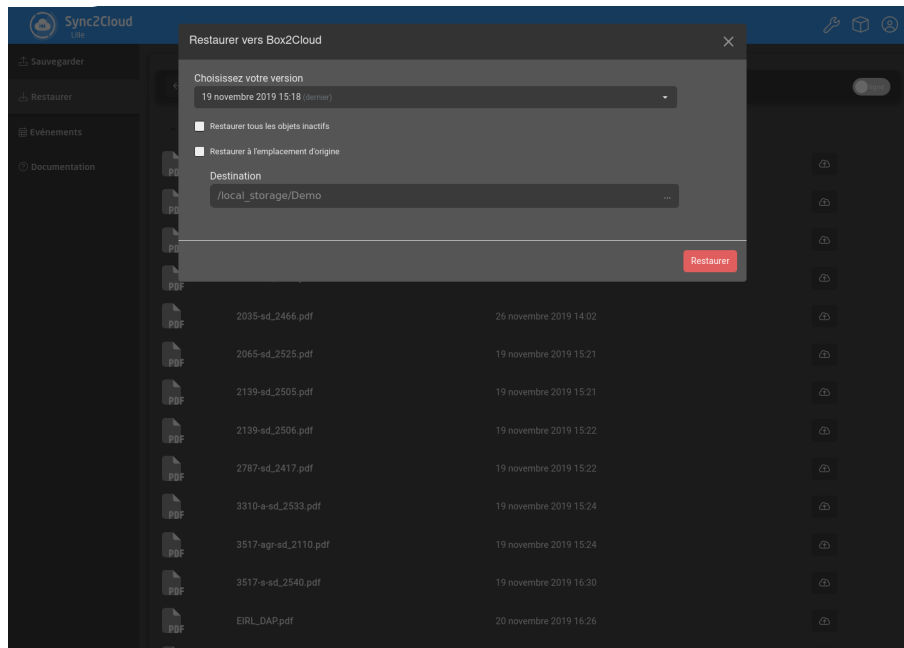 Sync2Cloud
Lille
Restaurer vers Box2Cloud
Sauvegarder
Restaurer
Evénements
Documentation
Choisissez votre version
19 novembre 2019 15:18 (dernier)
Restaurer tous les objets inactifs
Restaurer à l'emplacement d'origine
Destination
/local_storage/Demo
...
Restaurer
PDF
PDF
PDF
PDF
PDF 2035-sd_2466.pdf 26 novembre 2019 14:02
PDF 2065-sd_2525.pdf 19 novembre 2019 15:21
PDF 2139-sd_2505.pdf 19 novembre 2019 15:21
PDF 2139-sd_2506.pdf 19 novembre 2019 15:22
PDF 2787-sd_2417.pdf 19 novembre 2019 15:22
PDF 3310-a-sd_2533.pdf 19 novembre 2019 15:24
PDF 3517-agr-sd_2110.pdf 19 novembre 2019 15:24
PDF 3517-s-sd_2540.pdf 19 novembre 2019 16:30
PDF EIRL_DAP.pdf 20 novembre 2019 16:26